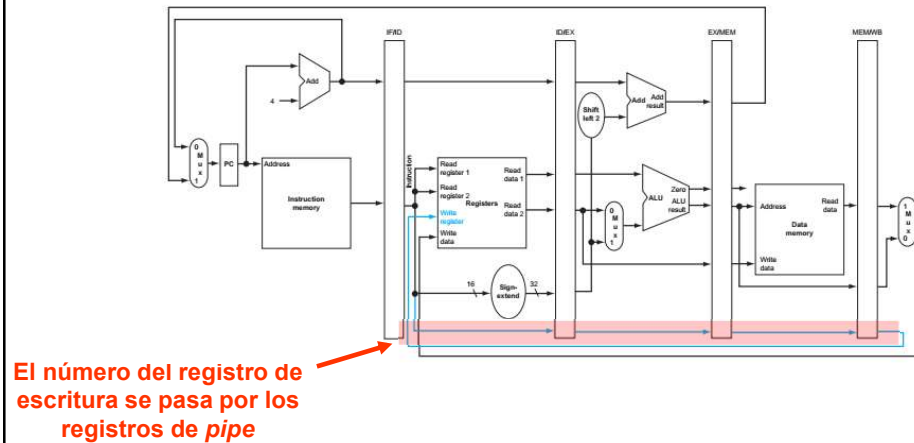 IF/ID
ID/EX
EX/MEM
MEM/WB
Add
4
Shift
left 2
Add
Add
result
0
M
u
x
1
PC
Address
Instruction
memory
Instruction
Read
register 1
Read
register 2
Registers
Write
register
Write
data
Read
data 1
Read
data 2
0
M
u
x
1
Zero
ALU
ALU
result
Address
Read
data
Data
memory
Write
data
1
M
u
x
0
16
Sign-
extend
32
El número del registro de
escritura se pasa por los
registros de pipe